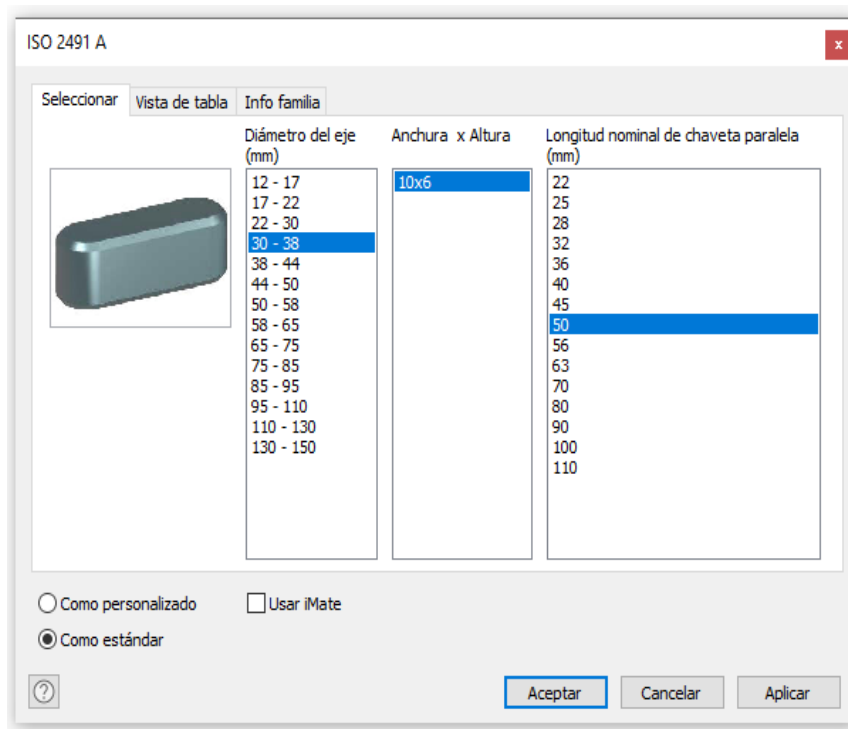 ISO 2491 A
x
Seleccionar
Vista de tabla
Info familia
Diámetro del eje
(mm)
12 - 17
17 - 22
22 - 30
30 - 38
38 - 44
44 - 50
50 - 58
58 - 65
65 - 75
75 - 85
85 - 95
95 - 110
110 - 130
130 - 150
Anchura x Altura
10x6
Longitud nominal de chaveta paralela
(mm)
22
25
28
32
36
40
45
50
56
63
70
80
90
100
110
Como personalizado
Usar iMate
Como estándar
?
Aceptar
Cancelar
Aplicar